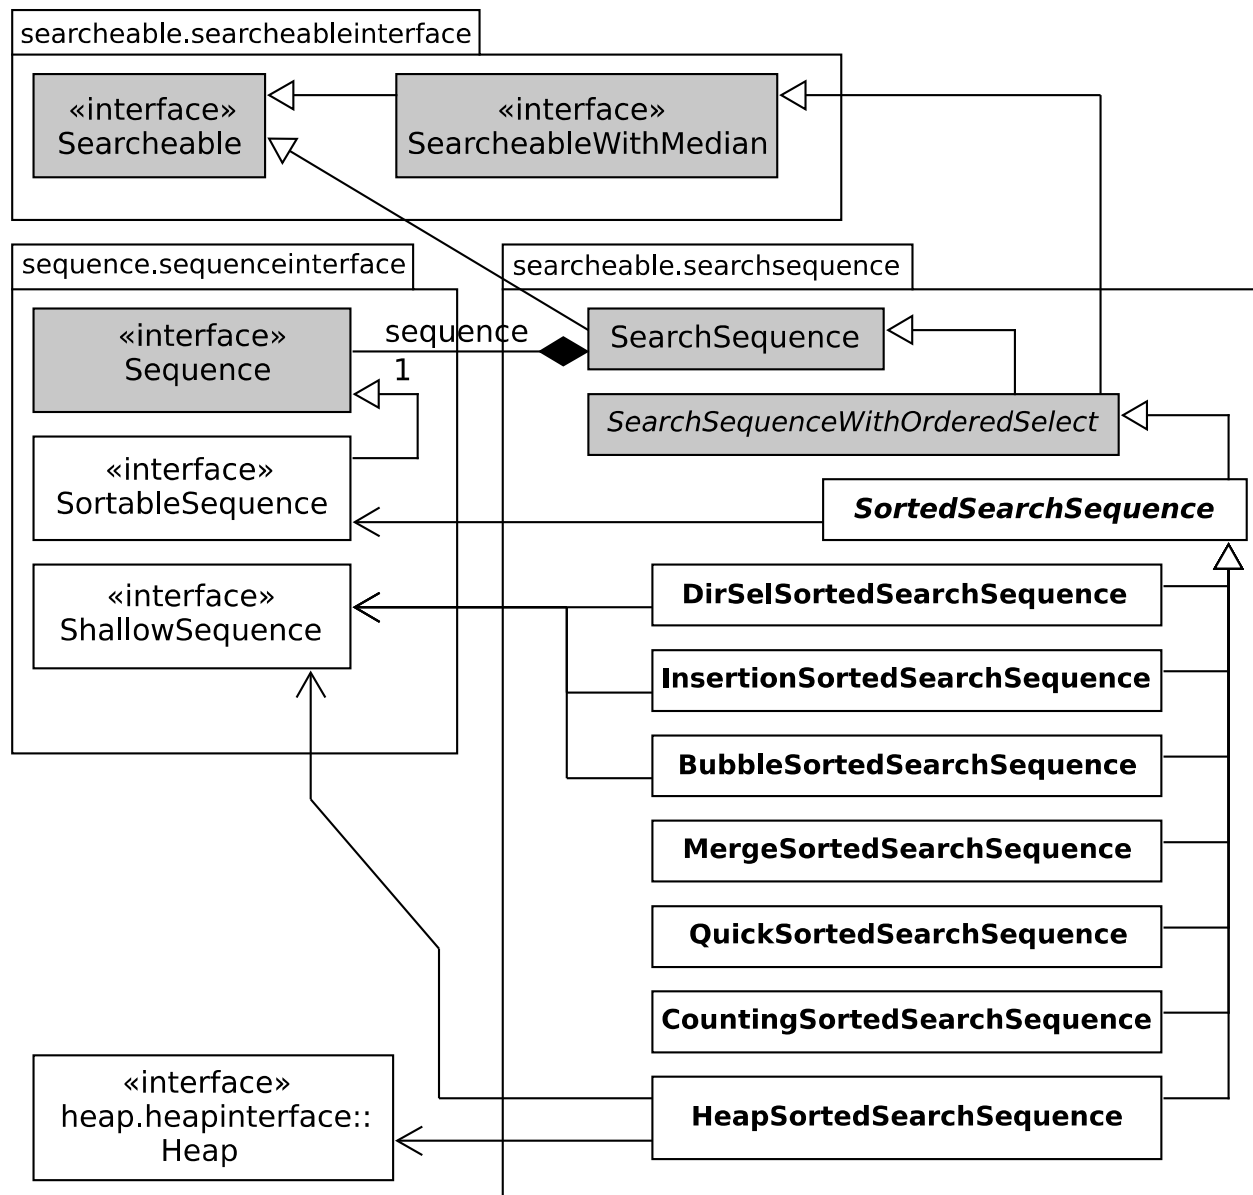 searcheable.searcheableinterface
«interface»
Searcheable
«interface»
SearcheableWithMedian
sequence.sequenceinterface
searcheable.searchsequence
«interface»
Sequence
sequence
1
SearchSequence
SearchSequenceWithOrderedSelect
«interface»
SortableSequence
SortedSearchSequence
«interface»
ShallowSequence
DirSelSortedSearchSequence
InsertionSortedSearchSequence
BubbleSortedSearchSequence
MergeSortedSearchSequence
QuickSortedSearchSequence
CountingSortedSearchSequence
«interface»
heap.heapinterface::
Heap
HeapSortedSearchSequence